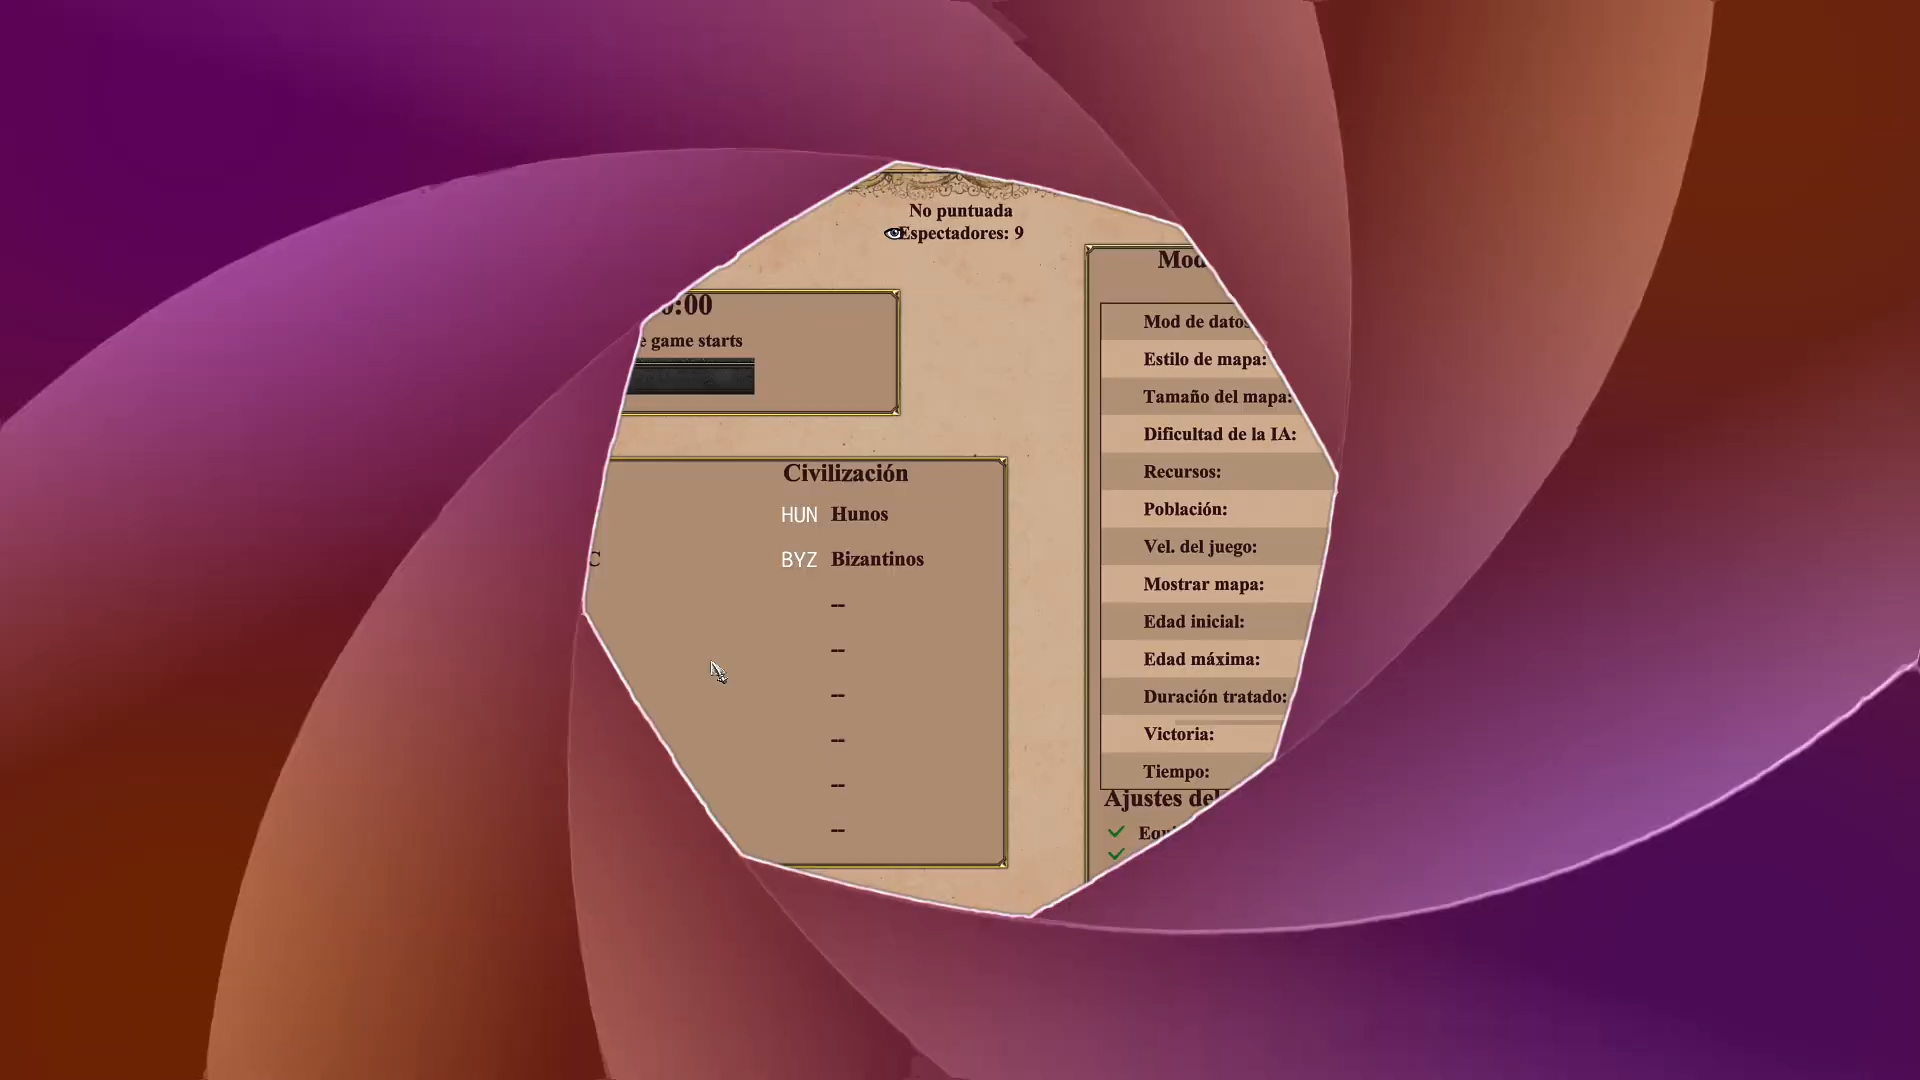 No puntuada
Espectadores: 9
:00
game starts
Civilización
HUN Hunos
BYZ Bizantinos
--
--
--
--
--
--
Mod de
Estilo de mapa:
Tamaño del mapa:
Dificultad de la IA:
Recursos:
Población:
Vel. del juego:
Mostrar mapa:
Edad inicial:
Edad máxima:
Duración tratado:
Victoria:
Tiempo:
Ajustes